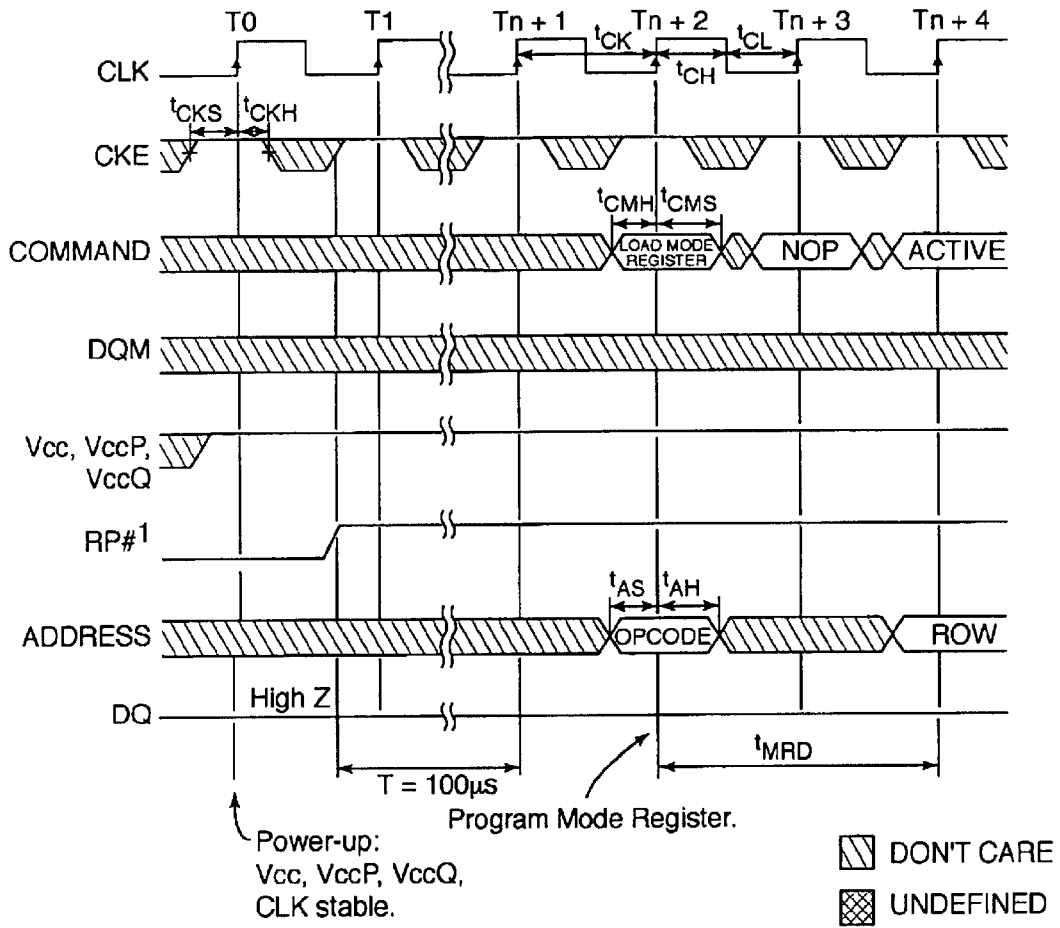 T0 T1 Tn + 1 Tn + 2 Tn + 3 Tn + 4
tCK tCL
CLK
tCH
tCKS tCKH
CKE
tCMH tCMS
COMMAND LOAD MODE REGISTER NOP ACTIVE
DQM
Vcc, VccP,
VccQ
RP#1
tAS tAH
ADDRESS OPCODE ROW
High Z
DQ
tMRD
T = 100µs
Program Mode Register.
Power-up:
Vcc, VccP, VccQ,
CLK stable.
DON'T CARE
UNDEFINED